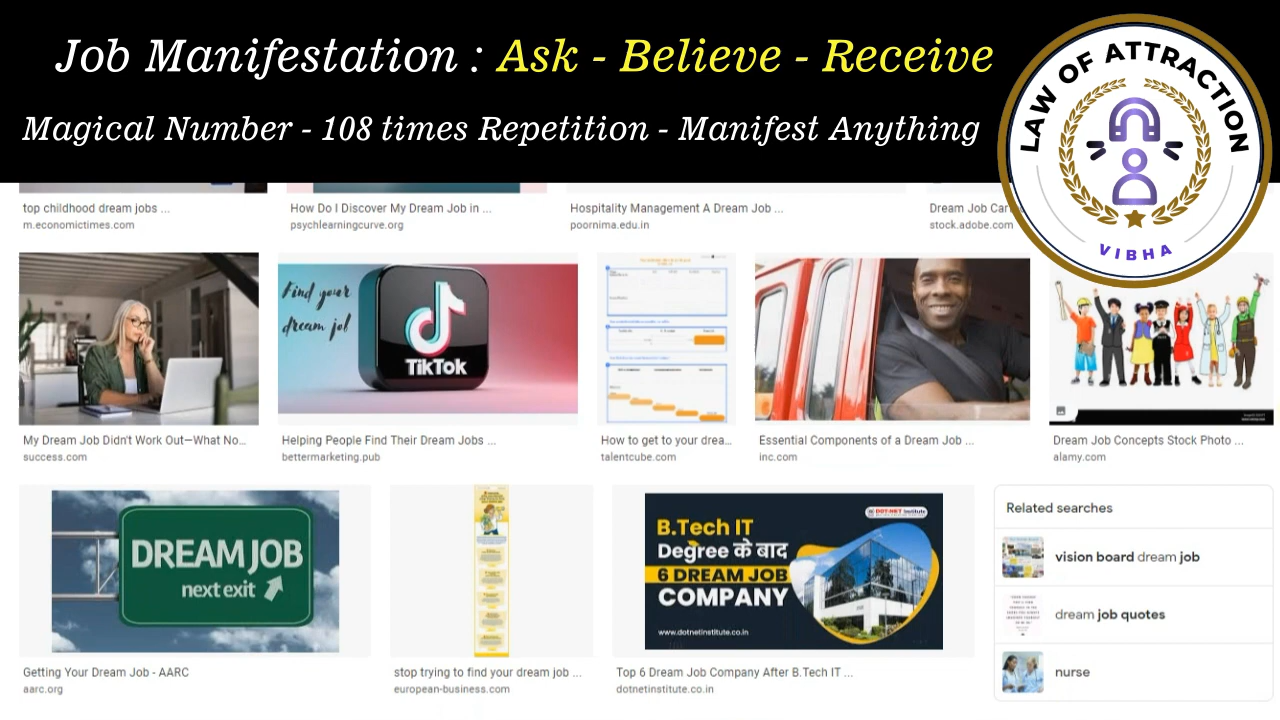 Job Manifestation : Ask - Believe - Receive
Magical Number - 108 times Repetition - Manifest Anything
LAW OF ATTRACTION
VIBHA
top childhood dream jobs ...
m.economictimes.com
How Do I Discover My Dream Job in ...
psychlearningcurve.org
Hospitality Management A Dream Job ...
poornima.edu.in
Dream Job
stock.adobe.com
Find your
dream job
TikTok
My Dream Job Didn't Work Out—What No...
success.com
Helping People Find Their Dream Jobs ...
bettermarketing.pub
How to get to your drea...
talentcube.com
Essential Components of a Dream Job ...
inc.com
Dream Job Concepts Stock Photo ...
alamy.com
DREAM JOB
next exit
B.Tech IT
Degree के बाद
6 DREAM JOB
COMPANY
www.dotnetinstitute.co.in
DOTNET Institute
Getting Your Dream Job - AARC
aarc.org
stop trying to find your dream job ...
european-business.com
Top 6 Dream Job Company After B.Tech IT ...
dotnetinstitute.co.in
Related searches
vision board dream job
dream job quotes
nurse